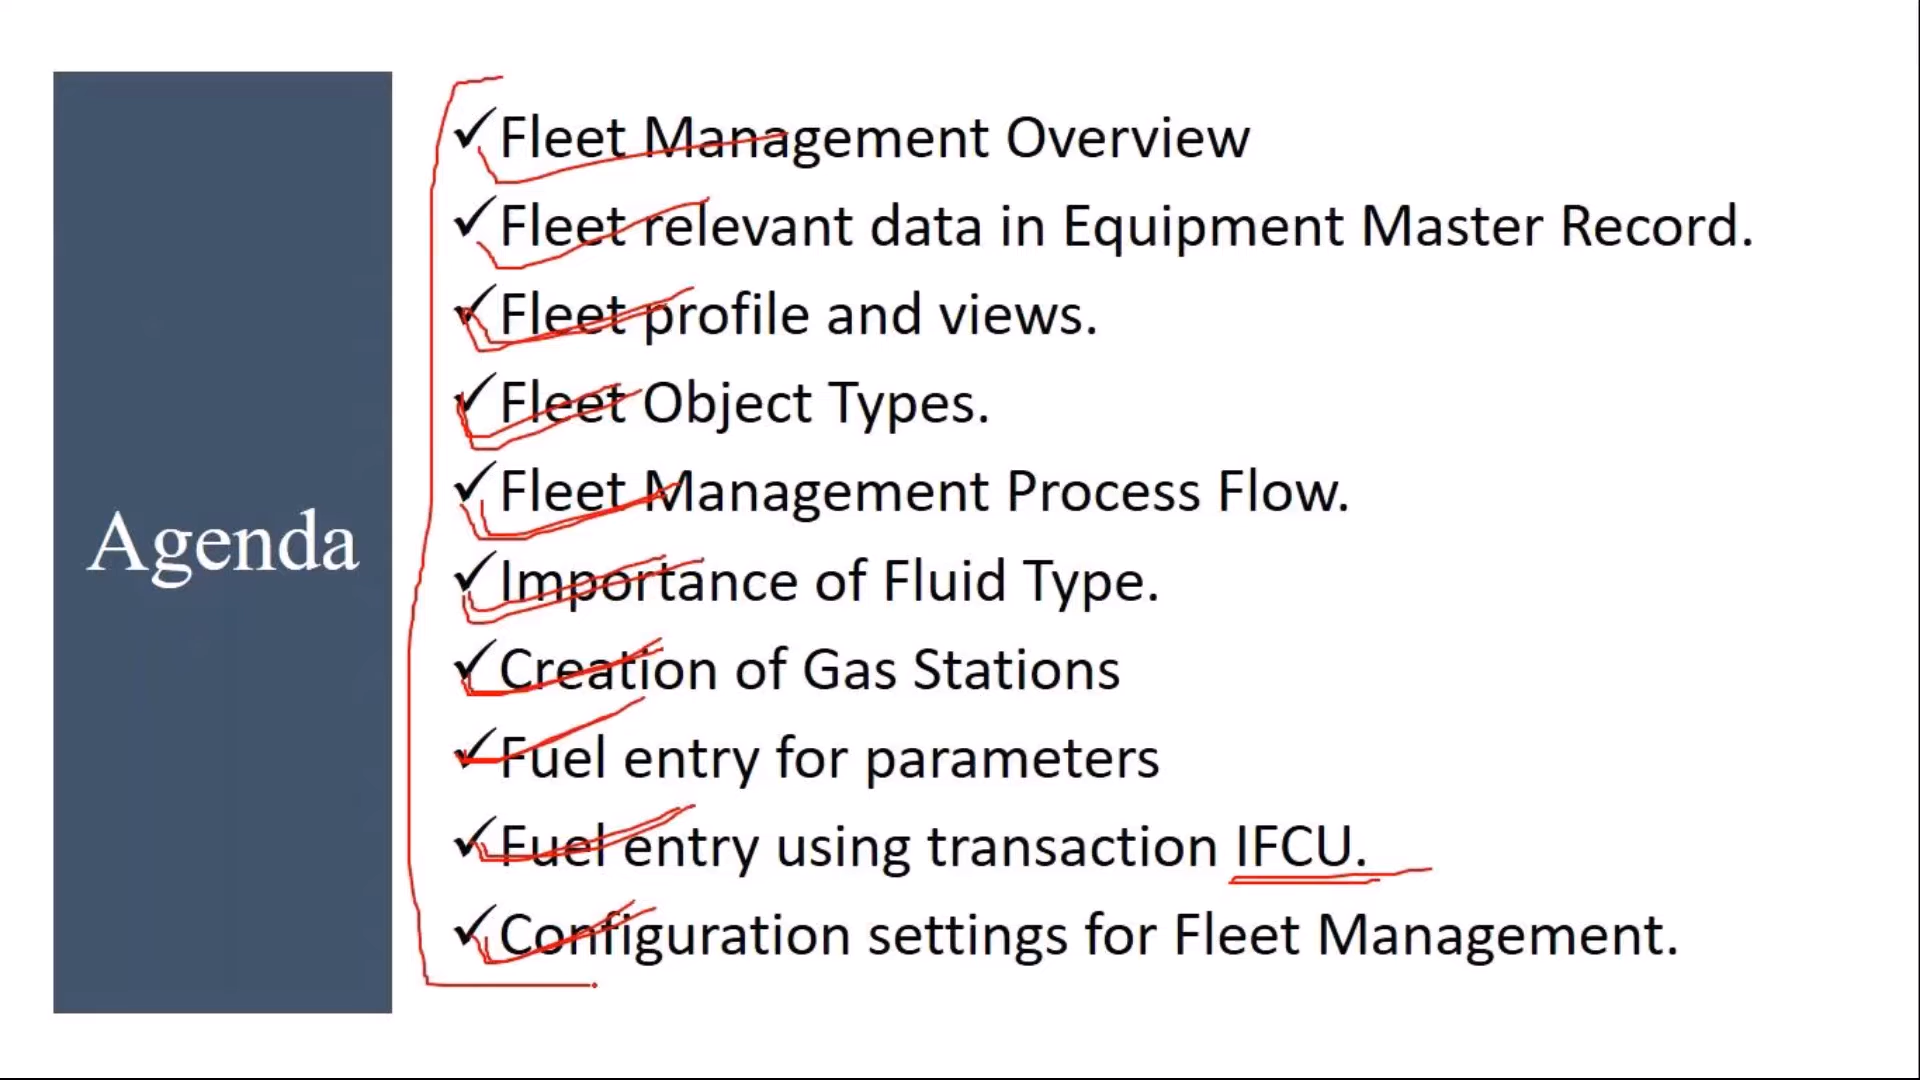 Agenda
Fleet Management Overview
Fleet relevant data in Equipment Master Record.
Fleet profile and views.
Fleet Object Types.
Fleet Management Process Flow.
Importance of Fluid Type.
Creation of Gas Stations
Fuel entry for parameters
Fuel entry using transaction IFCU.
Configuration settings for Fleet Management.